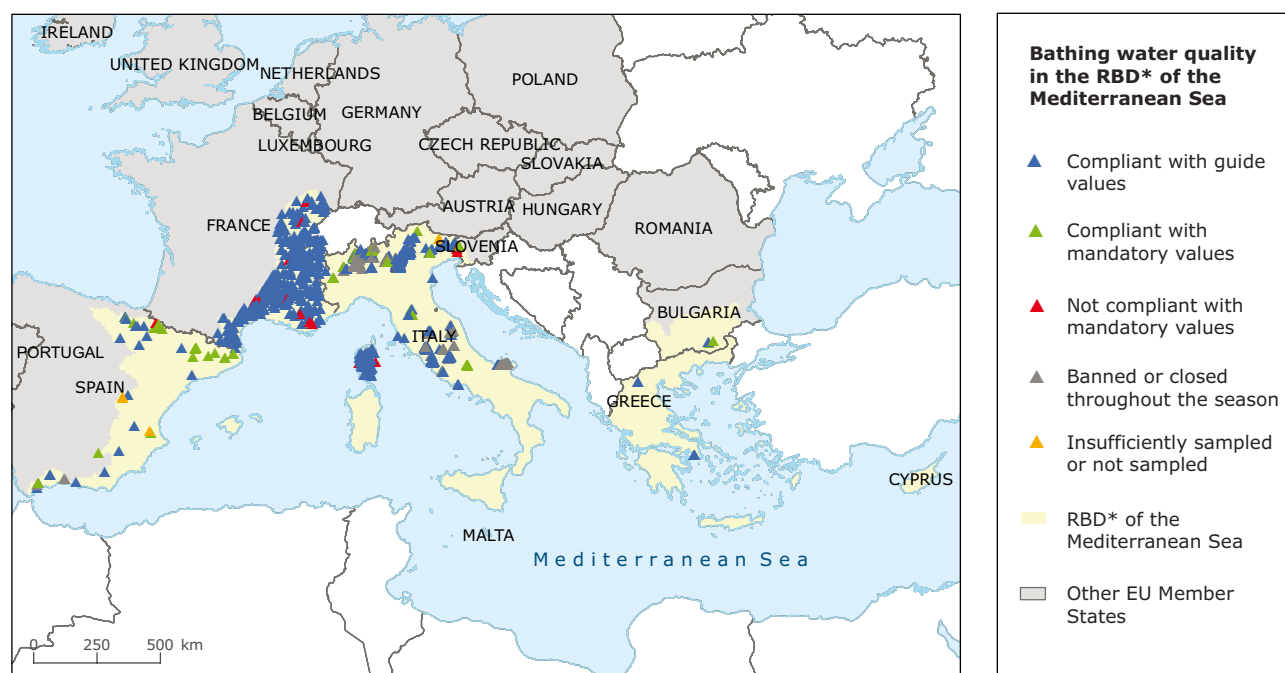 IRELAND
UNITED KINGDOM
NETHERLANDS
POLAND
BELGIUM
GERMANY
LUXEMBOURG
CZECH REPUBLIC
SLOVAKIA
AUSTRIA
HUNGARY
FRANCE
ROMANIA
SLOVENIA
BULGARIA
ITALY
PORTUGAL
SPAIN
GREECE
CYPRUS
MALTA
Mediterranean Sea
0 250 500 km
Bathing water quality
in the RBD* of the
Mediterranean Sea
Compliant with guide
values
Compliant with
mandatory values
Not compliant with
mandatory values
Banned or closed
throughout the season
Insufficiently sampled
or not sampled
RBD* of the
Mediterranean Sea
Other EU Member
States